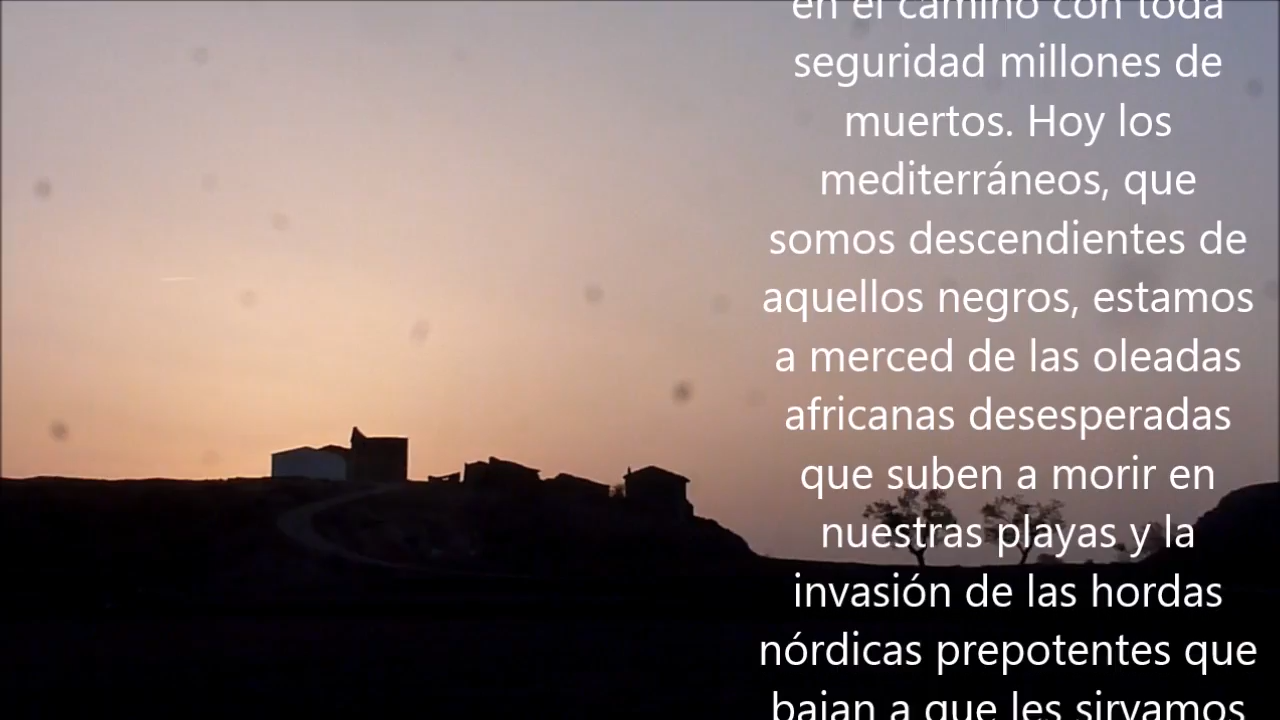 en el camino con toda
seguridad millones de
muertos. Hoy los
mediterráneos, que
somos descendientes de
aquellos negros, estamos
a merced de las oleadas
africanas desesperadas
que suben a morir en
nuestras playas y la
invasión de las hordas
nórdicas prepotentes que
bajan a que les sirvamos